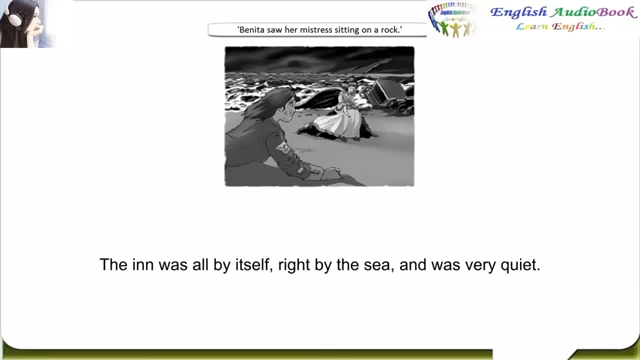 'Benita saw her mistress sitting on a rock.'
English AudioBook
Learn English...
The inn was all by itself, right by the sea, and was very quiet.